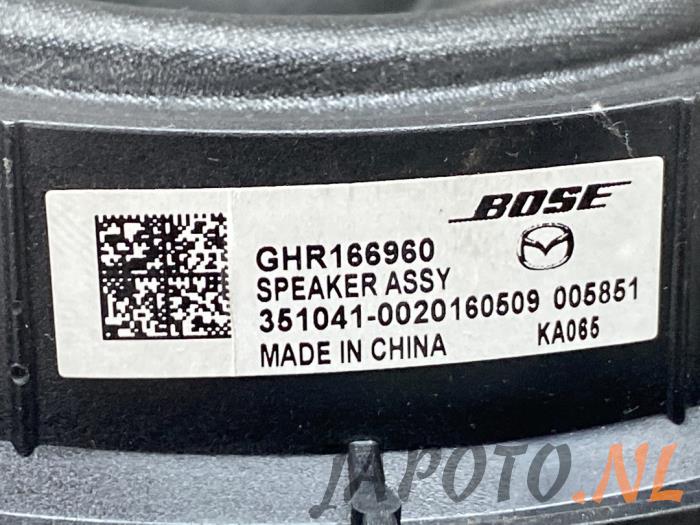 BOSE
GHR166960
SPEAKER ASSY
351041-0020160509 005851
MADE IN CHINA KA065
JAPOTO.NL